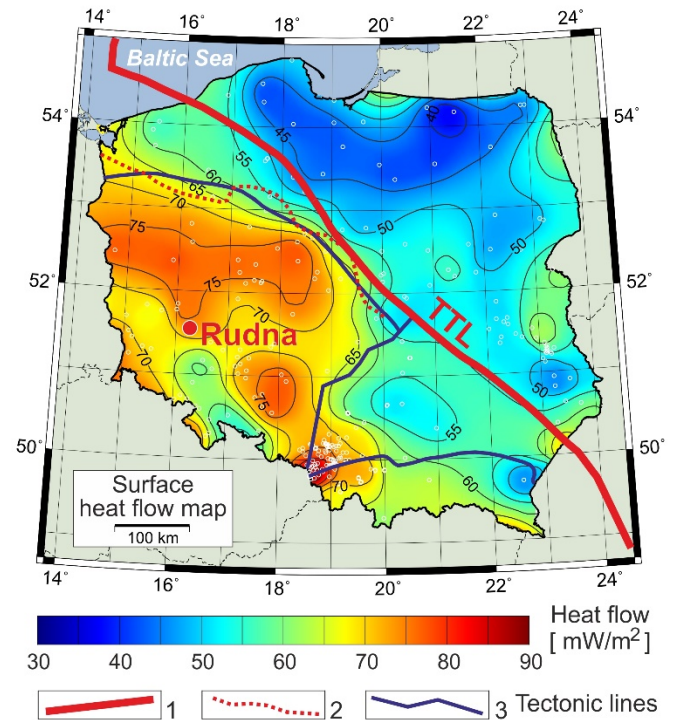 14˚ 16˚ 18˚ 20˚ 22˚ 24˚
Baltic Sea
54˚ 40 54˚
45
55
60
65
70
50
75
50
52˚ 52˚
75
TTL
70
Rudna
65
70
50
75
55
50˚ 50˚
60
70
Surface
heat flow map
100 km
14˚ 16˚ 18˚ 20˚ 22˚ 24˚
Heat flow
[ mW/m² ]
30 40 50 60 70 80 90
1 2 3 Tectonic lines